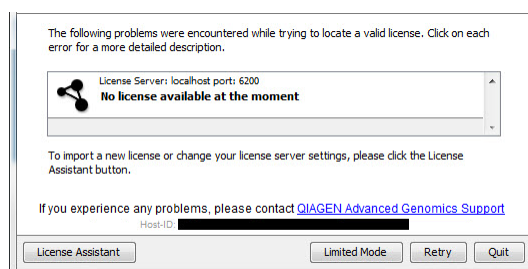 The following problems were encountered while trying to locate a valid license. Click on each
error for a more detailed description.
License Server: localhost port: 6200
No license available at the moment
To import a new license or change your license server settings, please click the License
Assistant button.
If you experience any problems, please contact QIAGEN Advanced Genomics Support
Host-ID:
License Assistant
Limited Mode
Retry
Quit